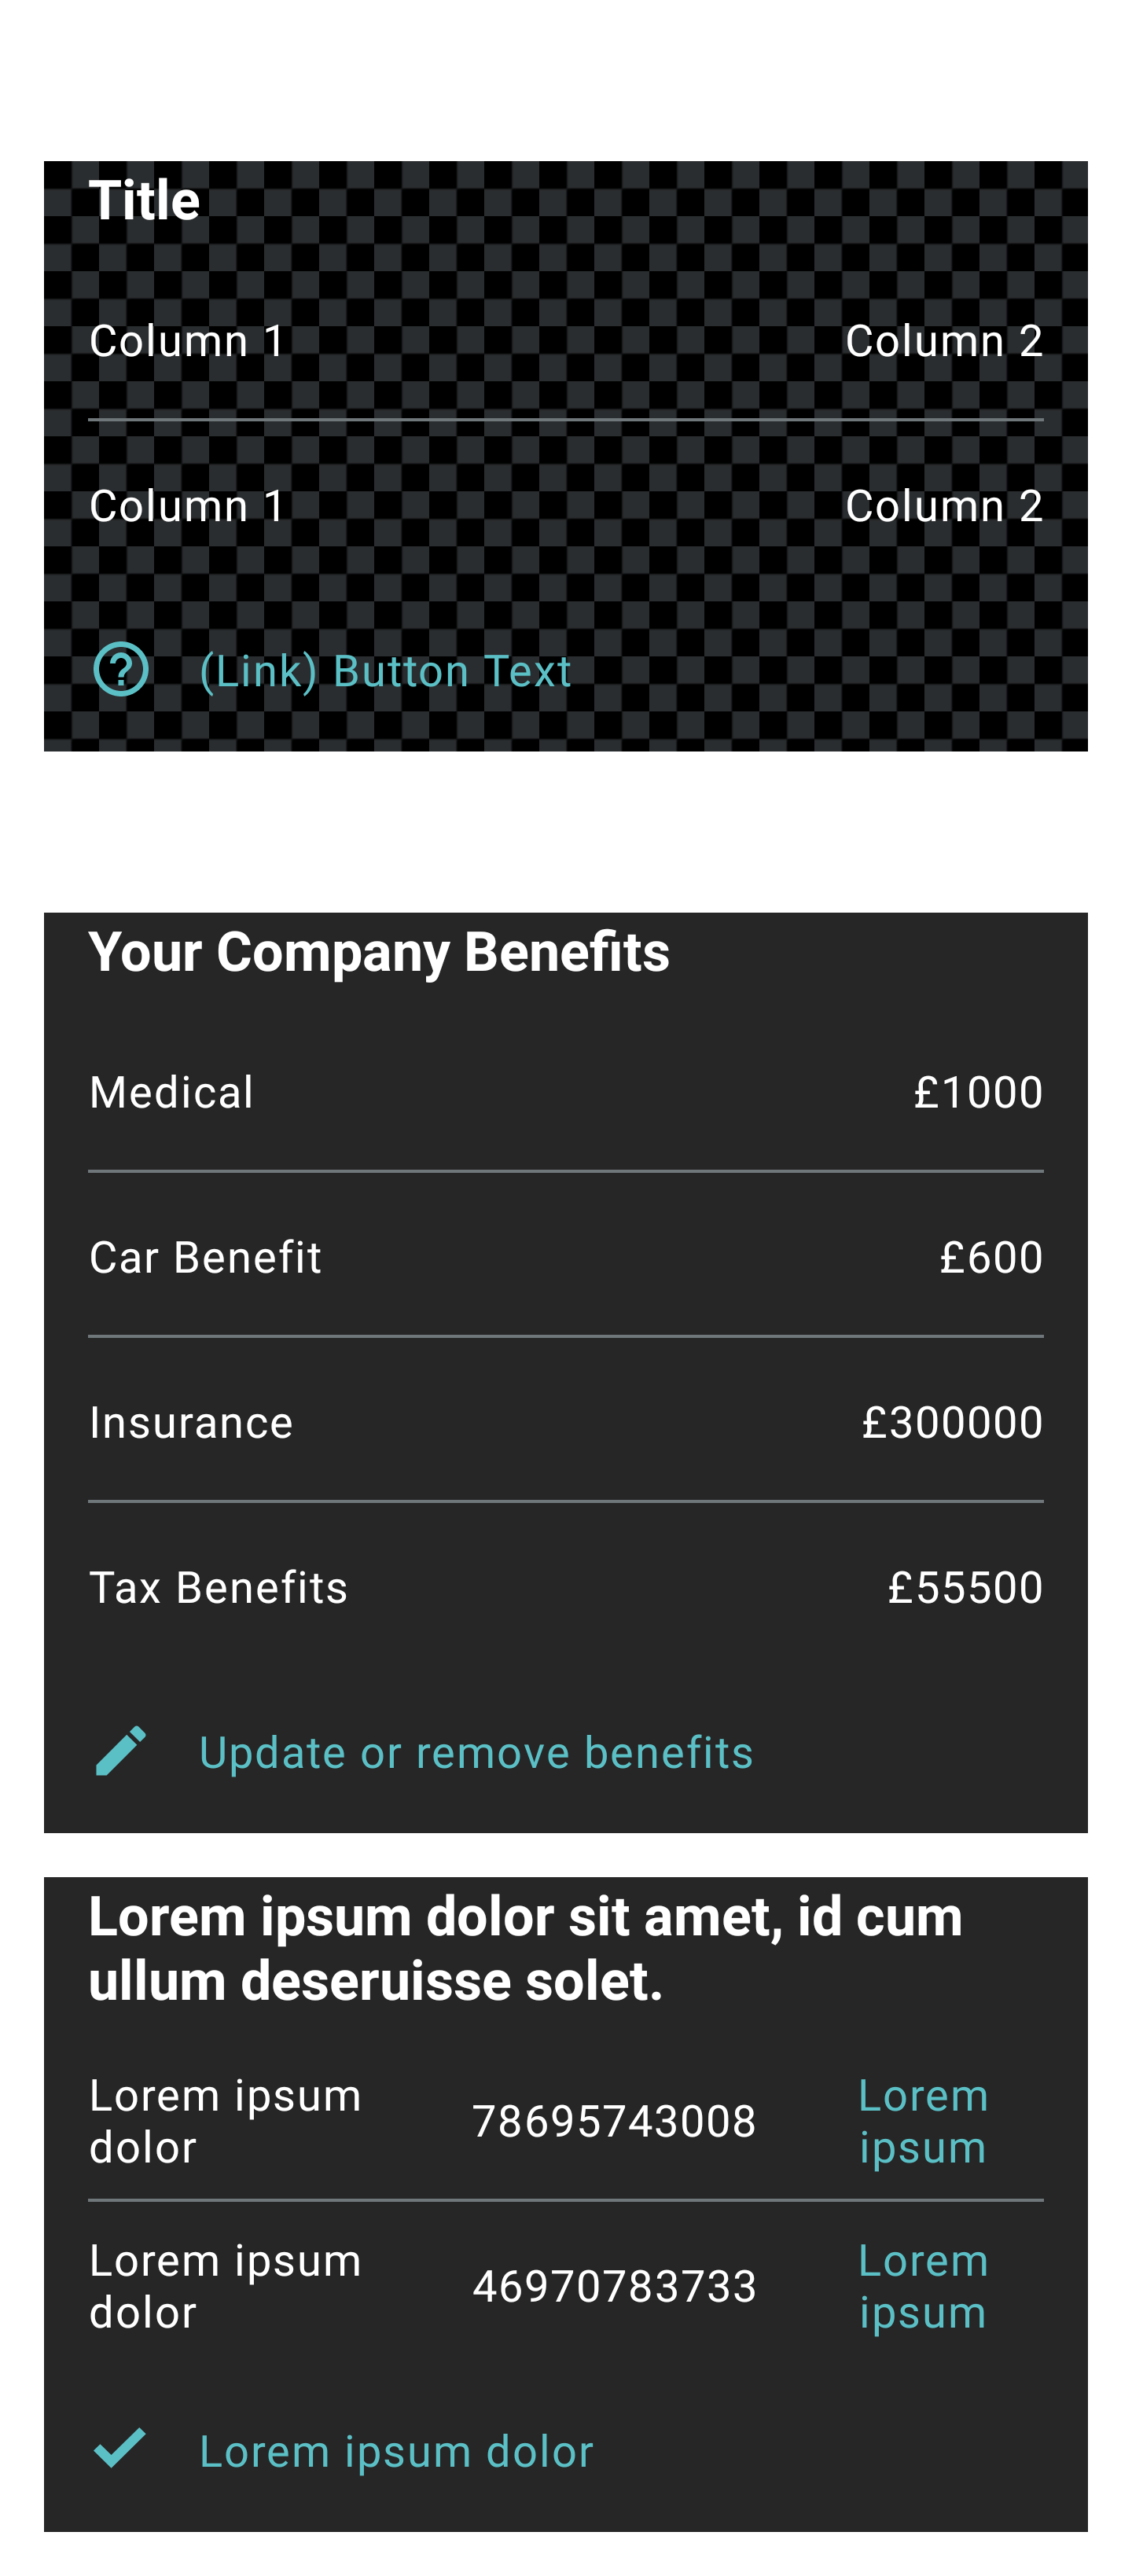 Title
Column 1 Column 2
Column 1 Column 2
(Link) Button Text
Your Company Benefits
Medical £1000
Car Benefit £600
Insurance £300000
Tax Benefits £55500
Update or remove benefits
Lorem ipsum dolor sit amet, id cum
ullum deseruisse solet.
Lorem ipsum
dolor
78695743008
Lorem
ipsum
Lorem ipsum
dolor
46970783733
Lorem
ipsum
Lorem ipsum dolor